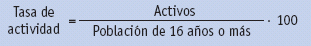 Tasa de actividad = Activos / Población de 16 años o más · 100